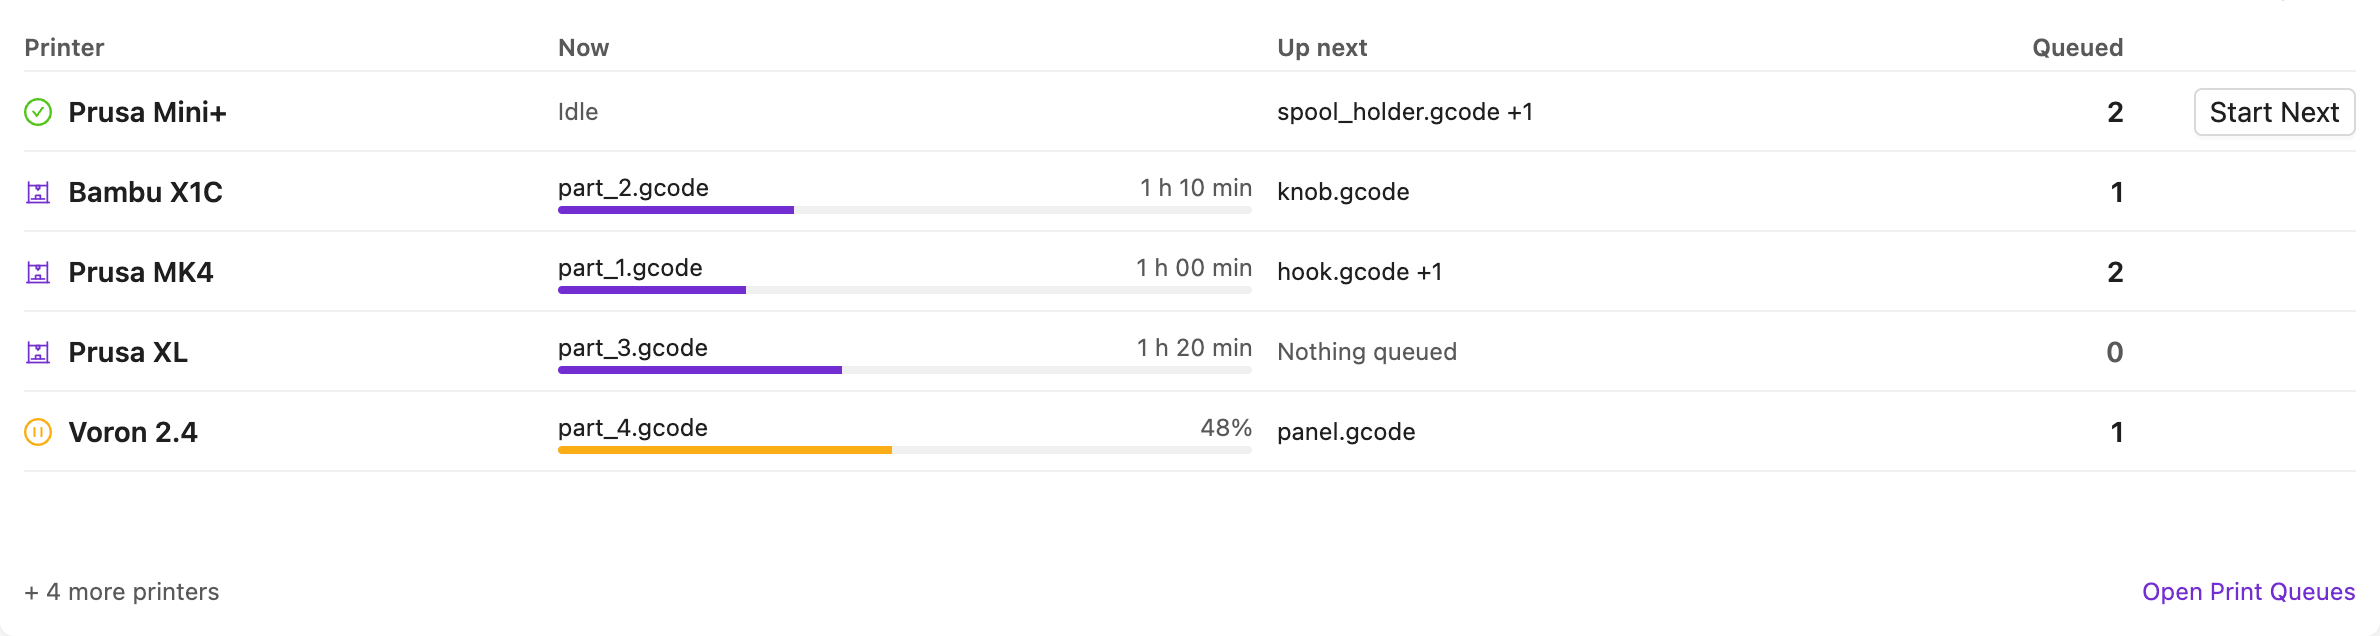 Printer Now Up next Queued
Prusa Mini+ Idle spool_holder.gcode +1 2 Start Next
Bambu X1C part_2.gcode 1 h 10 min knob.gcode 1
Prusa MK4 part_1.gcode 1 h 00 min hook.gcode +1 2
Prusa XL part_3.gcode 1 h 20 min Nothing queued 0
Voron 2.4 part_4.gcode 48% panel.gcode 1
+ 4 more printers Open Print Queues